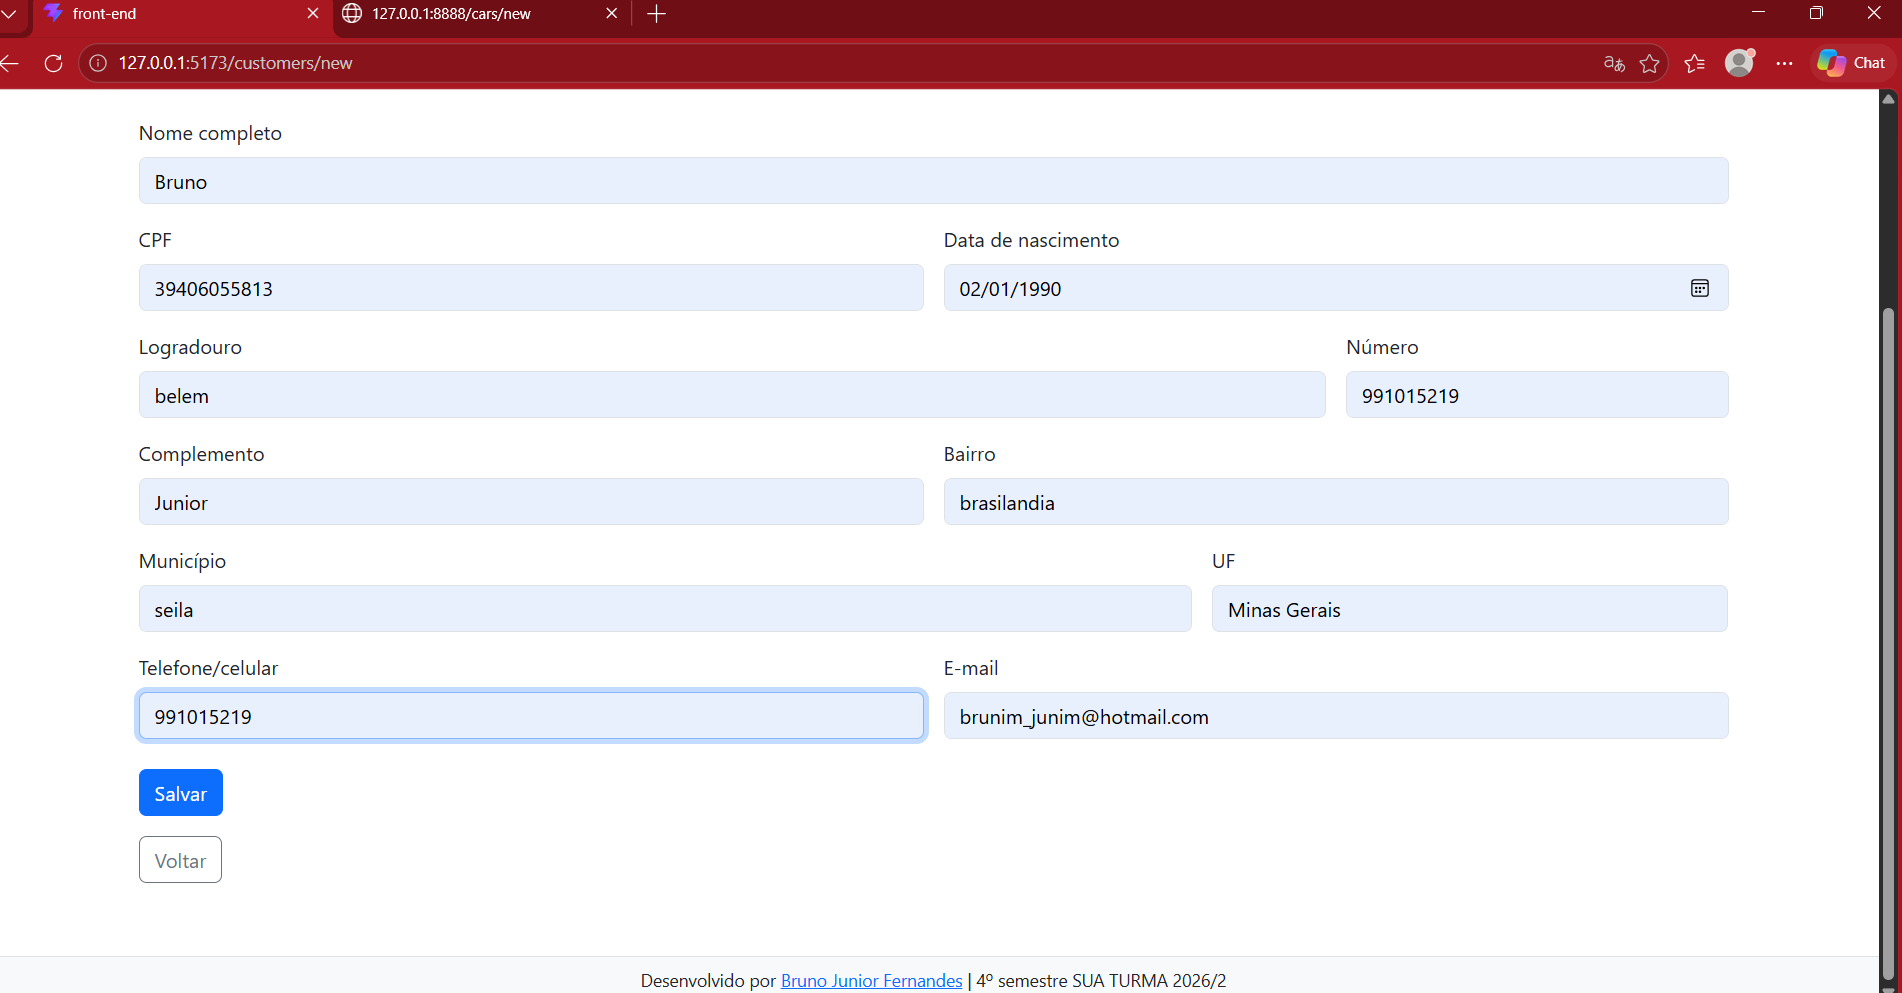 front-end
127.0.0.1:8888/cars/new
127.0.0.1:5173/customers/new
Chat
Nome completo
Bruno
CPF
Data de nascimento
39406055813
02/01/1990
Logradouro
Número
belem
991015219
Complemento
Bairro
Junior
brasilandia
Município
UF
seila
Minas Gerais
Telefone/celular
E-mail
991015219
brunim_junim@hotmail.com
Salvar
Voltar
Desenvolvido por Bruno Junior Fernandes | 4º semestre SUA TURMA 2026/2